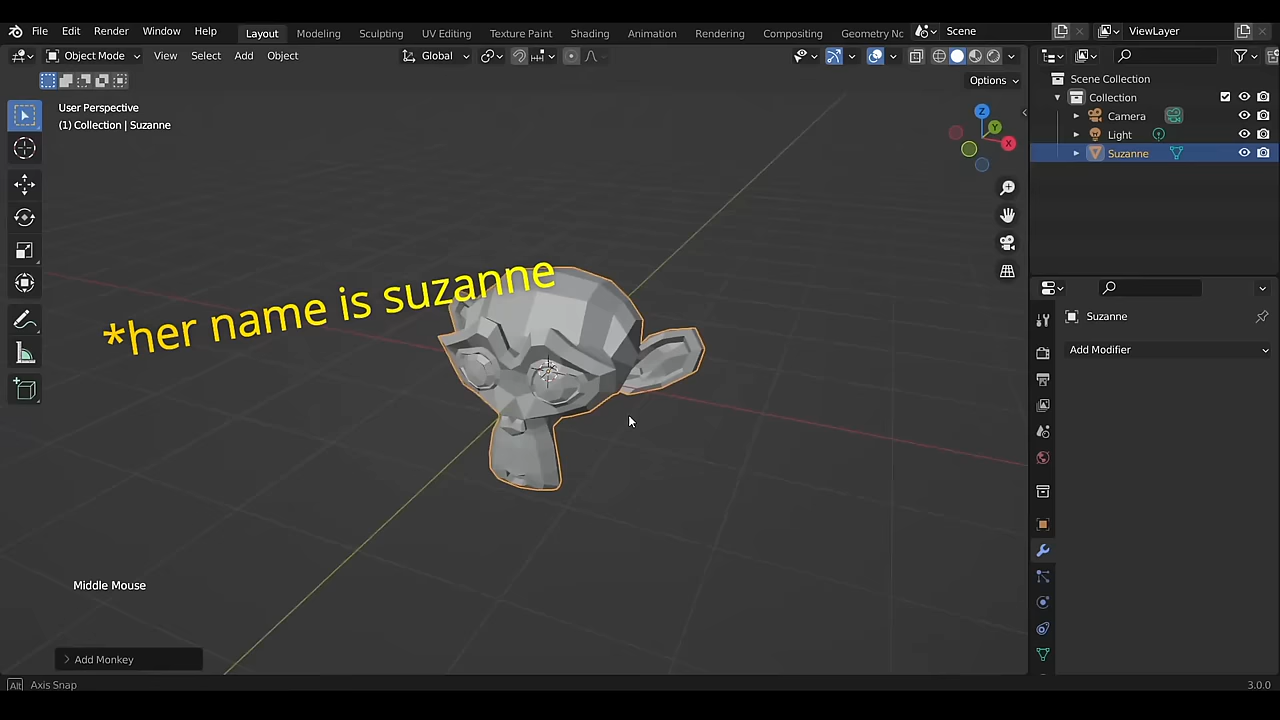 File Edit Render Window Help Layout Modeling Sculpting UV Editing Texture Paint Shading Animation Rendering Compositing Geometry Nc Scene ViewLayer
Object Mode View Select Add Object Global
Options
User Perspective
(1) Collection | Suzanne
Z
Y
X
Scene Collection
Collection
Camera
Light
Suzanne
*her name is suzanne
Suzanne
Add Modifier
Middle Mouse
Add Monkey
Alt Axis Snap
3.0.0